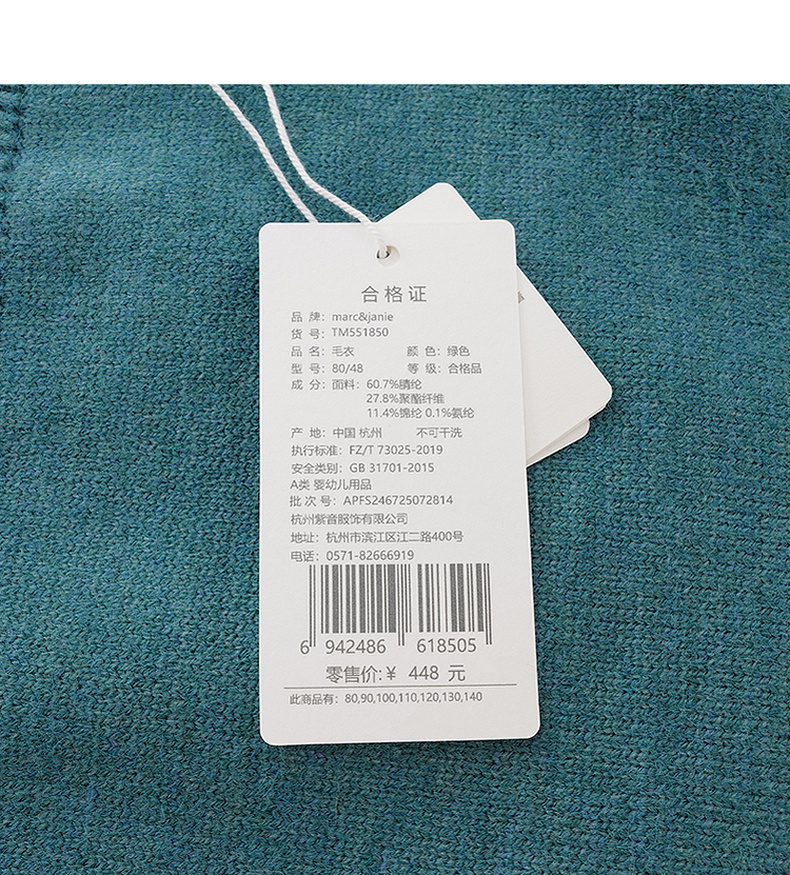 合格证
品 牌：marc&janie
货 号：TM551850
品 名：毛衣 颜 色：绿色
型 号：80/48 等 级：合格品
成 分：面料：60.7%腈纶
27.8%聚酯纤维
11.4%锦纶 0.1%氨纶
产 地：中国 杭州 不可干洗
执行标准：FZ/T 73025-2019
安全类别：GB 31701-2015
A类 婴幼儿用品
批 次 号：APFS246725072814
杭州紫音服饰有限公司
地址：杭州市滨江区江二路400号
电话：0571-82666919
6 942486 618505
零售价:¥ 448 元
此商品有：80,90,100,110,120,130,140